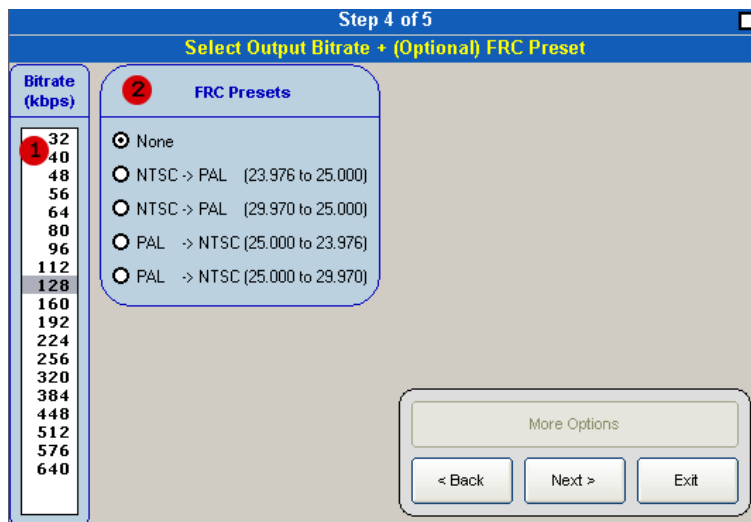 Step 4 of 5
Select Output Bitrate + (Optional) FRC Preset
Bitrate
(kbps)
1
32
40
48
56
64
80
96
112
128
160
192
224
256
320
384
448
512
576
640
2
FRC Presets
None
NTSC -> PAL (23.976 to 25.000)
NTSC -> PAL (29.970 to 25.000)
PAL -> NTSC (25.000 to 23.976)
PAL -> NTSC (25.000 to 29.970)
More Options
< Back
Next >
Exit